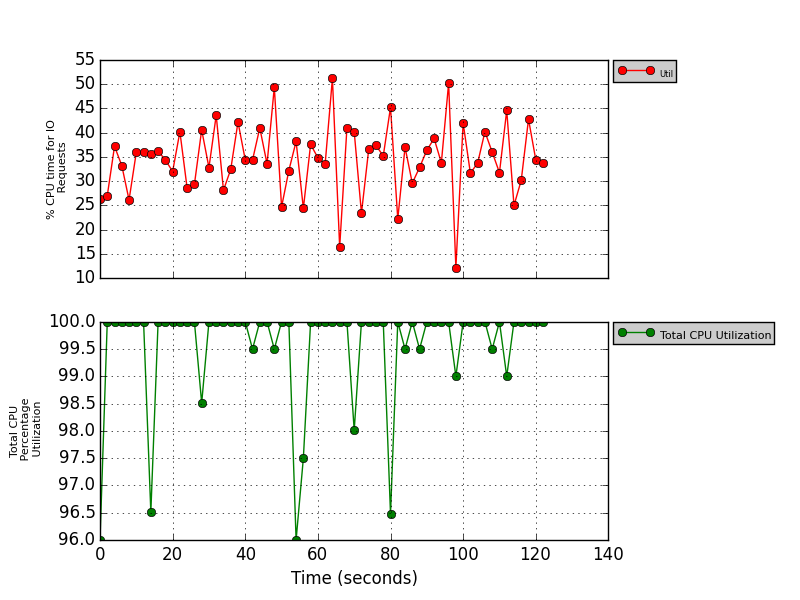 55
50
45
40
35
30
25
20
15
10
% CPU time for IO
Requests
Util
100.0
99.5
99.0
98.5
98.0
97.5
97.0
96.5
96.0
Total CPU
Percentage
Utilization
Total CPU Utilization
0 20 40 60 80 100 120 140
Time (seconds)